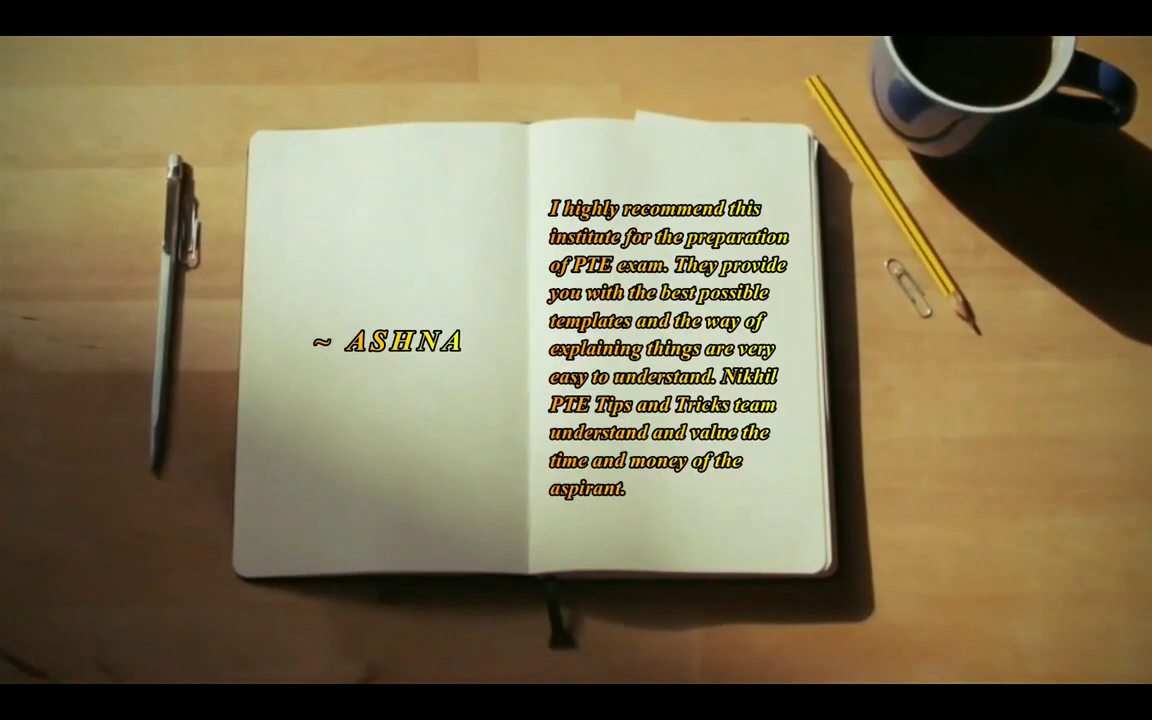 ~ ASHNA
I highly recommend this
institute for the preparation
of PTE exam. They provide
you with the best possible
templates and the way of
explaining things are very
easy to understand. Nikhil
PTE Tips and Tricks team
understand and value the
time and money of the
aspirant.